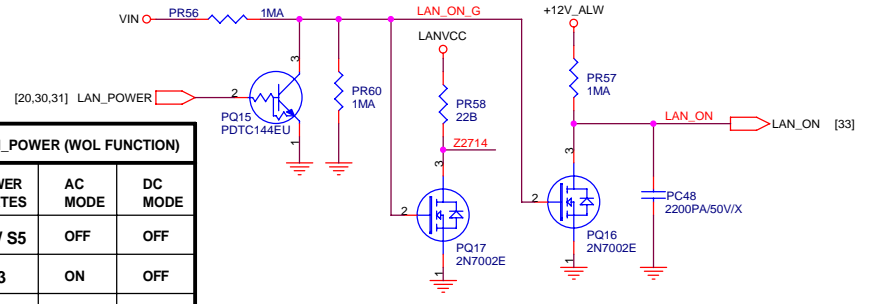 VIN PR56 1MA LAN_ON_G +12V_ALW
LANVCC
3
[20,30,31] LAN_POWER 2
PQ15
PDTC144EU
1
PR60
1MA
PR58
22B
Z2714
3
2
PQ17
2N7002E
1
PR57
1MA
LAN_ON LAN_ON [33]
3
2
PQ16
2N7002E
1
PC48
2200PA/50V/X
_POWER (WOL FUNCTION)
AC MODE
DC MODE
S5 OFF OFF
3 ON OFF